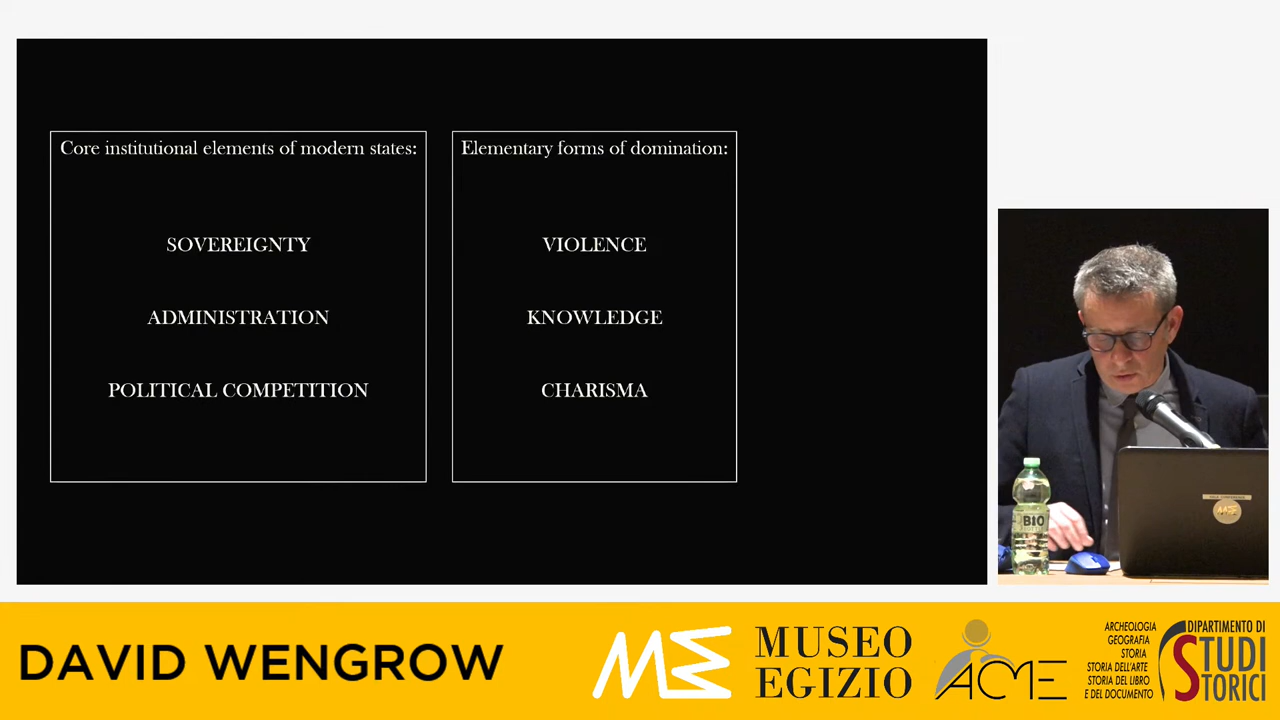 Core institutional elements of modern states:
SOVEREIGNTY
ADMINISTRATION
POLITICAL COMPETITION
Elementary forms of domination:
VIOLENCE
KNOWLEDGE
CHARISMA
BIO
DAVID WENGROW
MUSEO
EGIZIO
ACME
ARCHEOLOGIA
GEOGRAFIA
STORIA
STORIA DELL'ARTE
STORIA DEL LIBRO
E DEL DOCUMENTO
DIPARTIMENTO DI
STUDI
STORICI